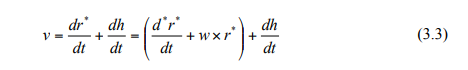 v = dr*/dt + dh/dt = (d*r*/dt + w × r*) + dh/dt (3.3)